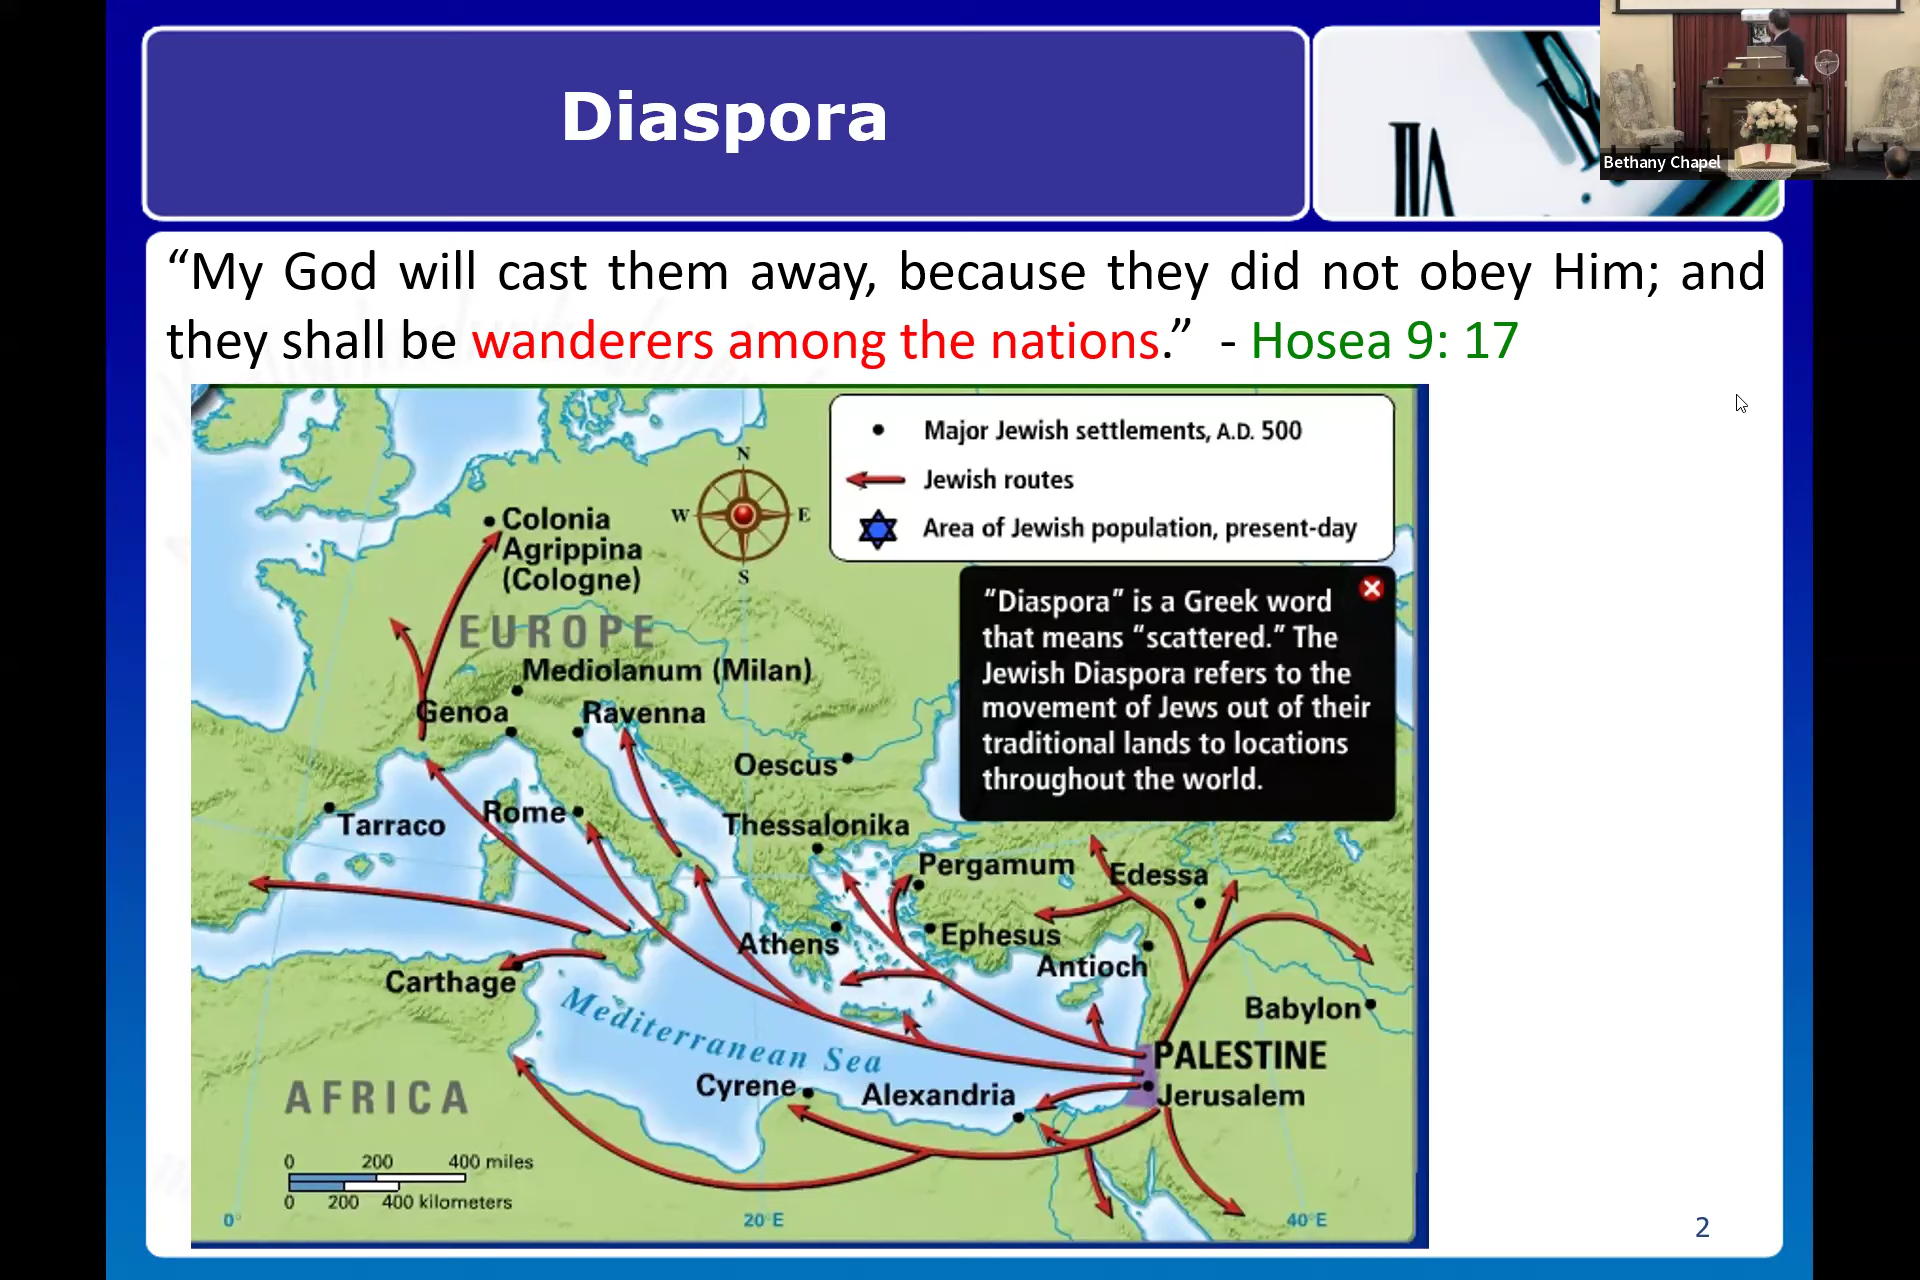 Diaspora
Bethany Chapel
“My God will cast them away, because they did not obey Him; and
they shall be wanderers among the nations.” - Hosea 9: 17
Major Jewish settlements, A.D. 500
Jewish routes
Area of Jewish population, present-day
N
W
E
S
“Diaspora” is a Greek word
that means “scattered.” The
Jewish Diaspora refers to the
movement of Jews out of their
traditional lands to locations
throughout the world.
Colonia
Agrippina
(Cologne)
EUROPE
Mediolanum (Milan)
Genoa
Ravenna
Oescus
Tarraco
Rome
Thessalonika
Pergamum
Edessa
Athens
Ephesus
Antioch
Carthage
Babylon
Mediterranean Sea
PALESTINE
Cyrene
Alexandria
Jerusalem
AFRICA
0 200 400 miles
0 200 400 kilometers
0°
20°E
40°E
2